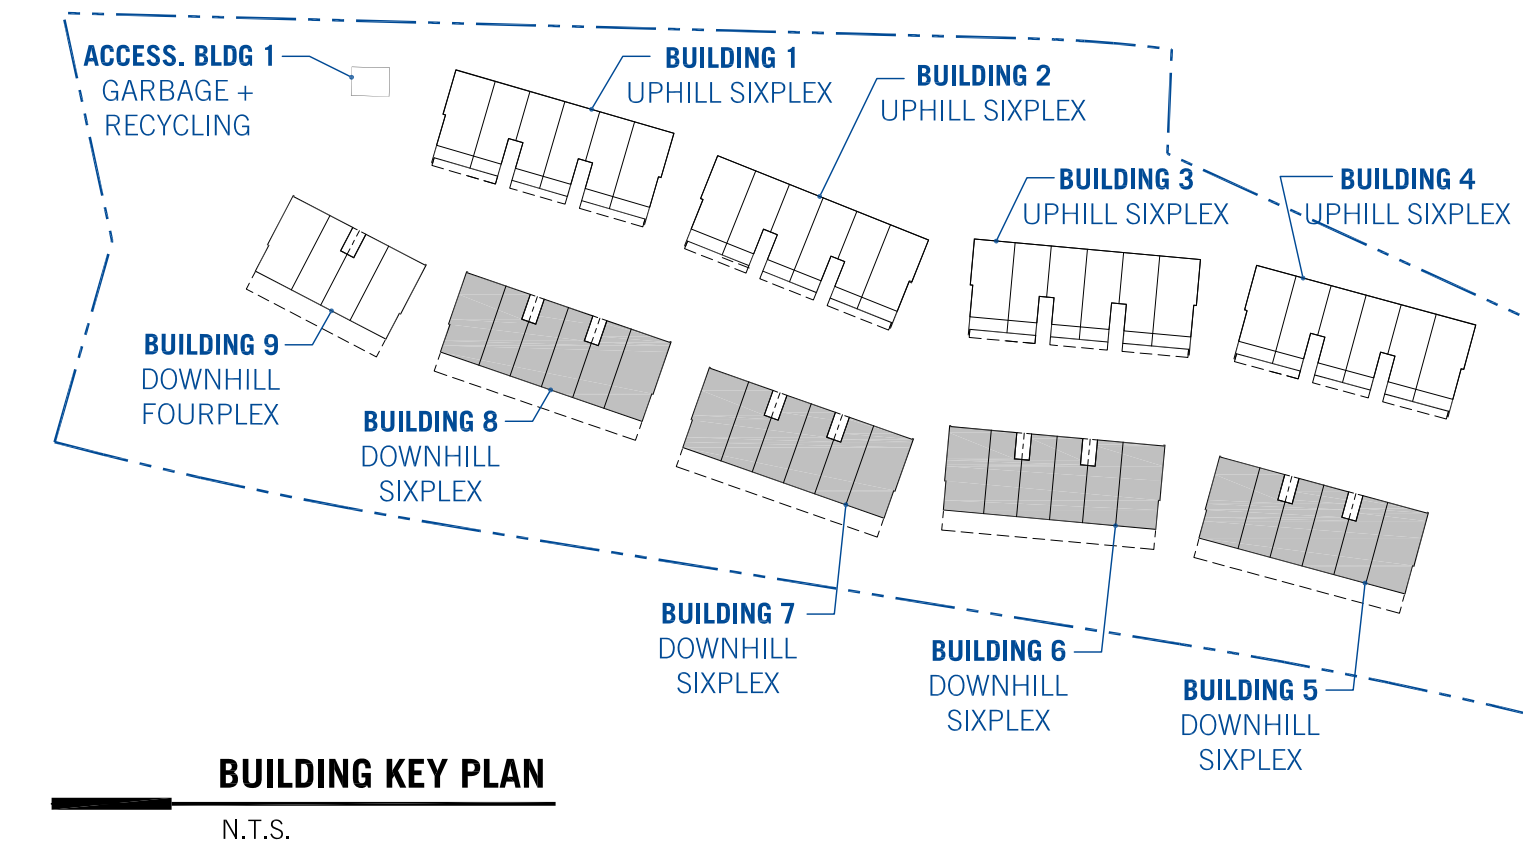 ACCESS. BLDG 1
GARBAGE +
RECYCLING
BUILDING 1
UPHILL SIXPLEX
BUILDING 2
UPHILL SIXPLEX
BUILDING 3
UPHILL SIXPLEX
BUILDING 4
UPHILL SIXPLEX
BUILDING 9
DOWNHILL
FOURPLEX
BUILDING 8
DOWNHILL
SIXPLEX
BUILDING 7
DOWNHILL
SIXPLEX
BUILDING 6
DOWNHILL
SIXPLEX
BUILDING 5
DOWNHILL
SIXPLEX
BUILDING KEY PLAN
N.T.S.